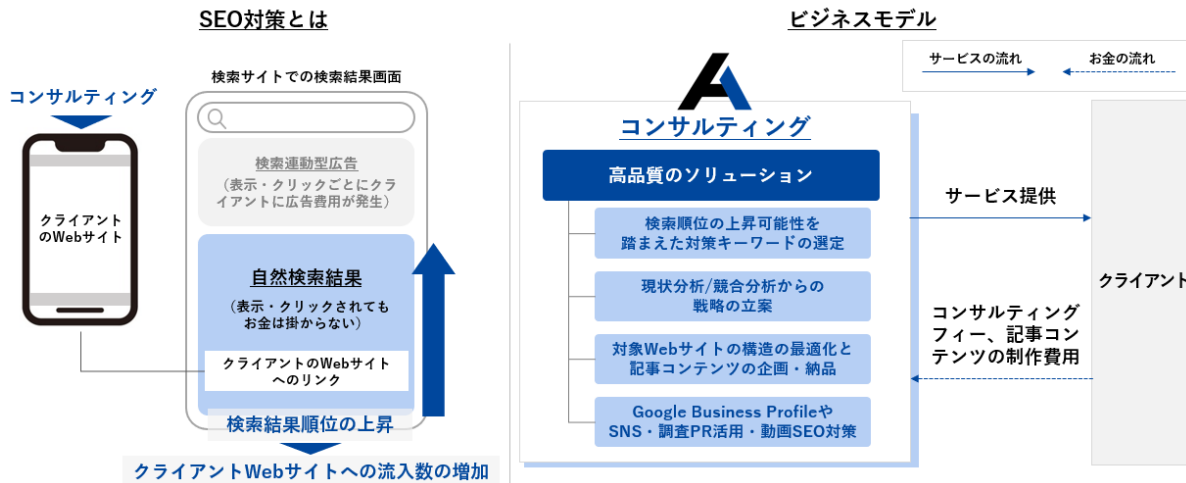 SEO対策とは
コンサルティング
クライアント
のWebサイト
検索サイトでの検索結果画面
検索連動型広告
（表示・クリックごとにクラ
イアントに広告費用が発生）
自然検索結果
（表示・クリックされても
お金は掛からない）
クライアントのWebサイト
へのリンク
検索結果順位の上昇
クライアントWebサイトへの流入数の増加
ビジネスモデル
サービスの流れ
お金の流れ
コンサルティング
高品質のソリューション
検索順位の上昇可能性を
踏まえた対策キーワードの選定
現状分析/競合分析からの
戦略の立案
対象Webサイトの構造の最適化と
記事コンテンツの企画・納品
Google Business Profileや
SNS・調査PR活用・動画SEO対策
サービス提供
コンサルティング
フィー、記事コン
テンツの制作費用
クライアント